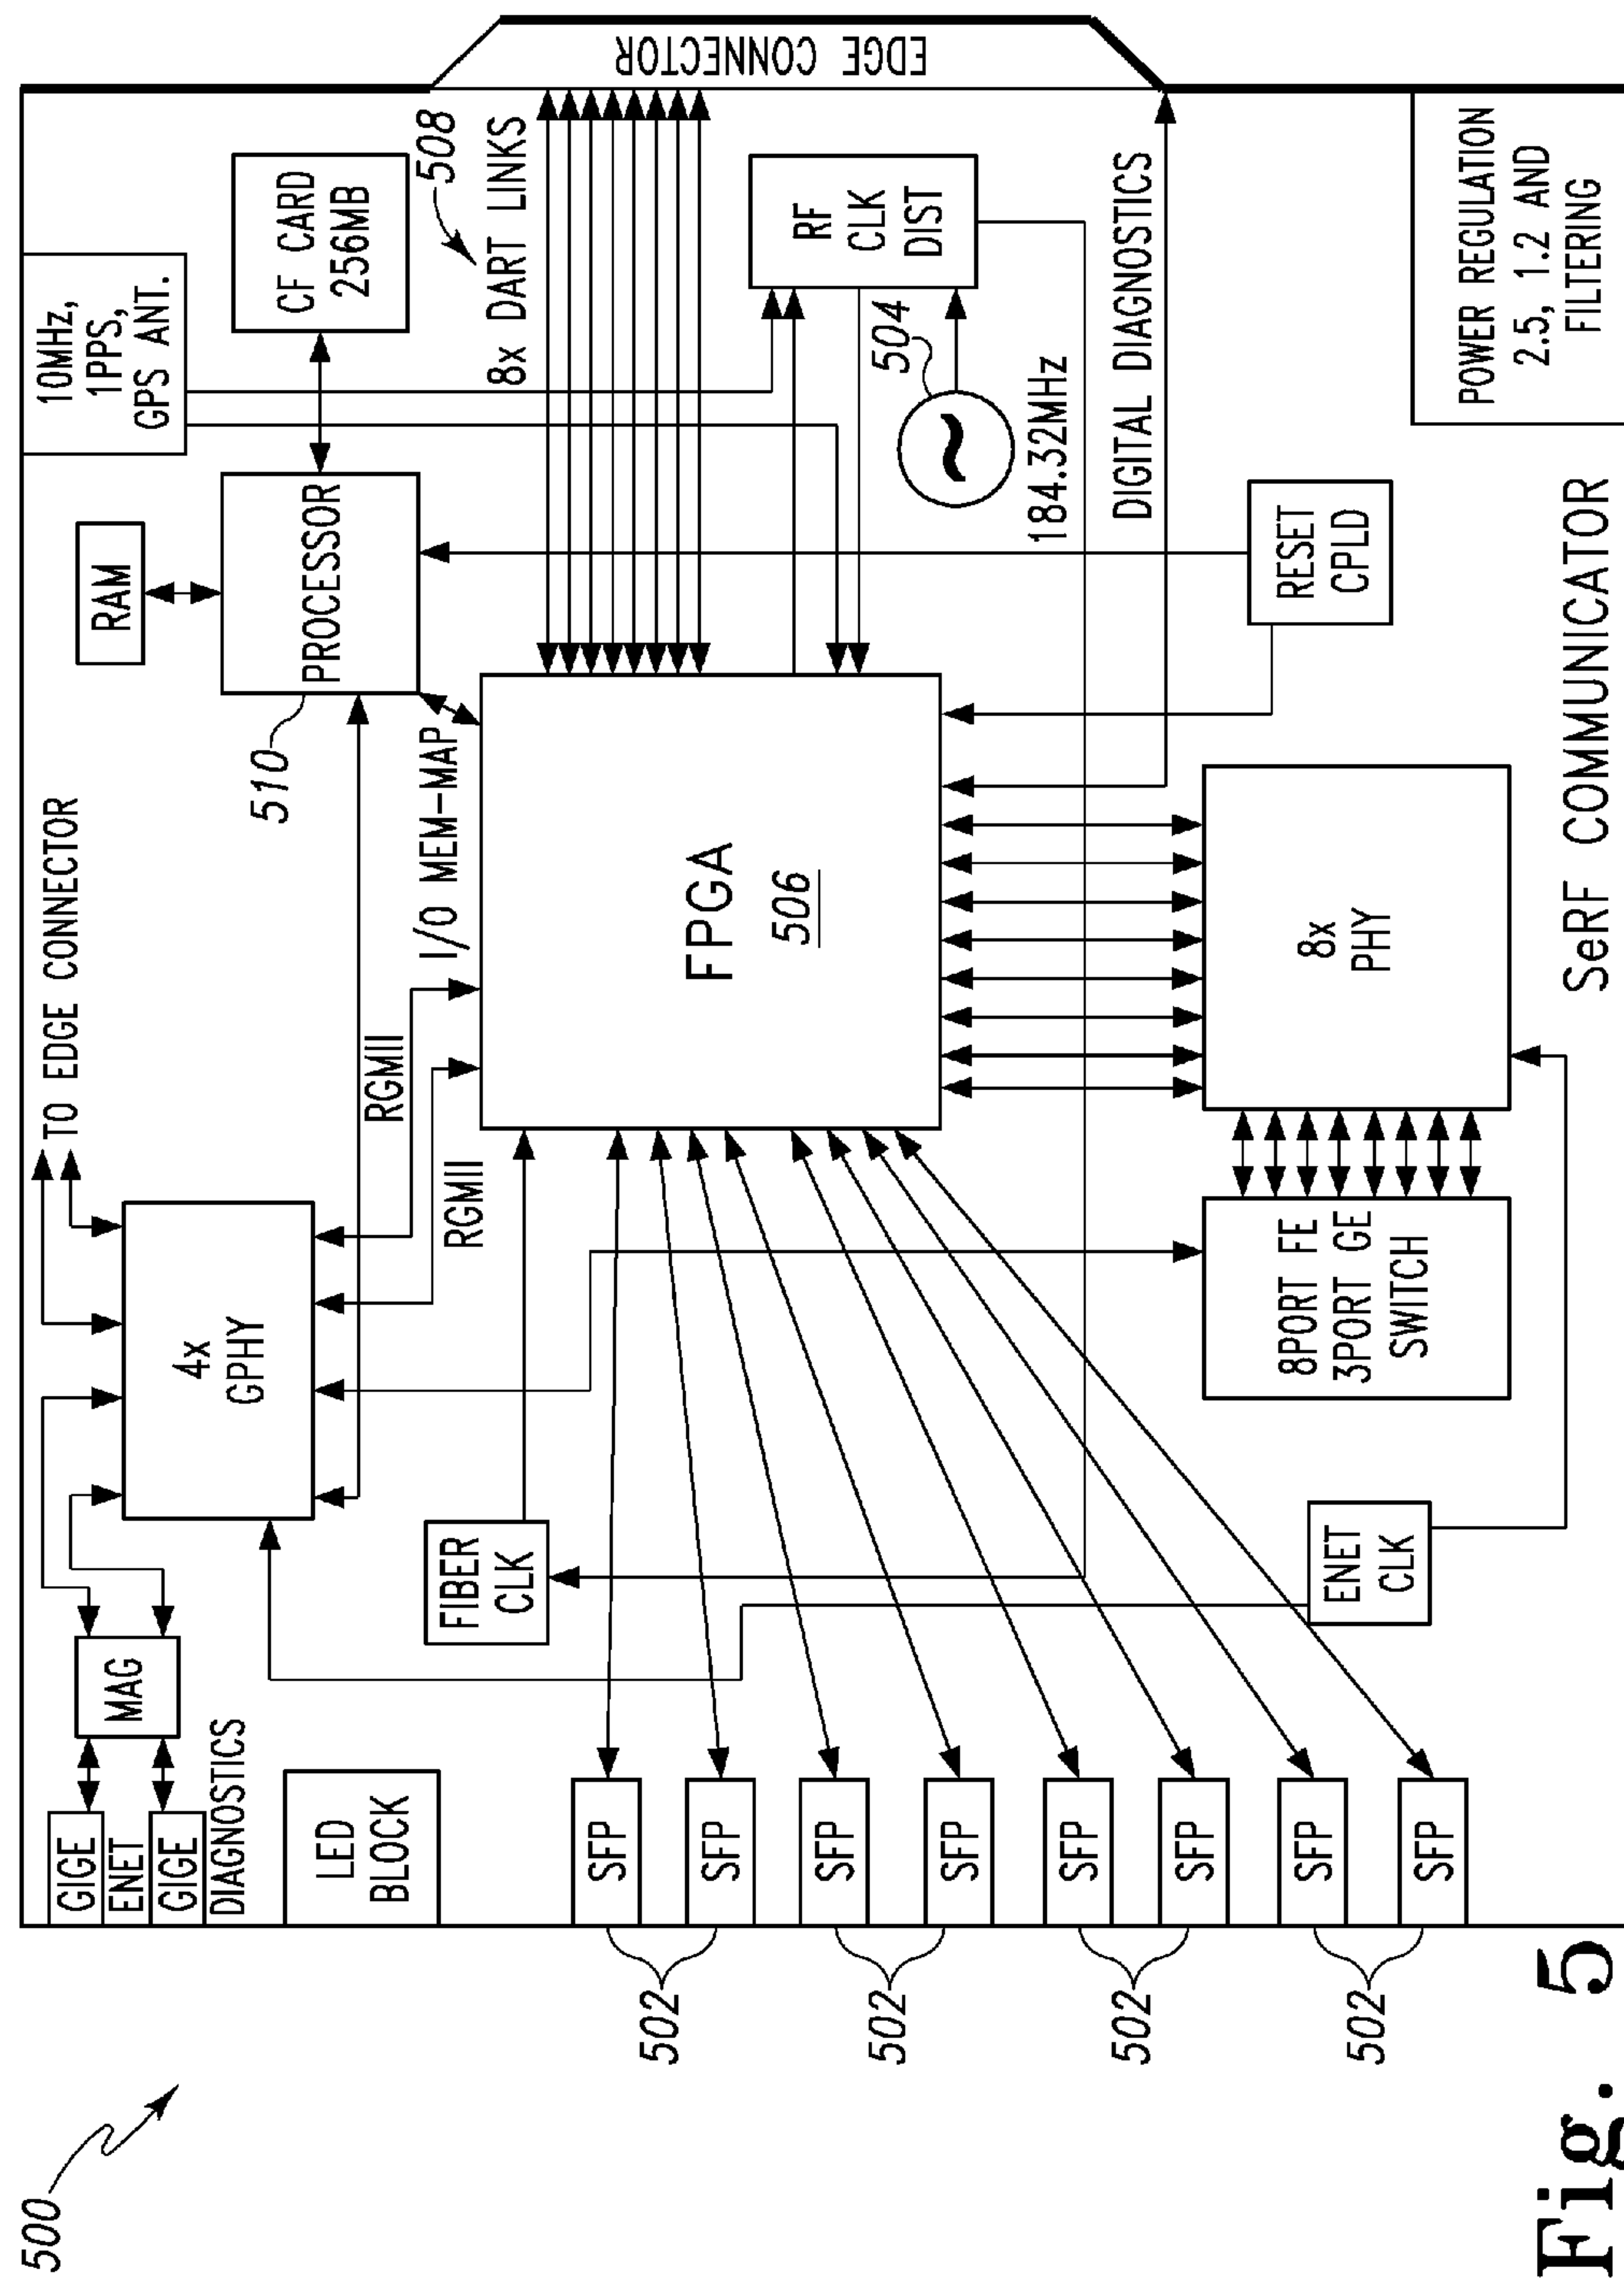 500
GIGE
ENET
GIGE
DIAGNOSTICS
MAG
4x
GPHY
TO EDGE CONNECTOR
RAM
PROCESSOR
510
10MHz,
1PPS,
GPS ANT.
CF CARD
256MB
508
8x DART LINKS
EDGE CONNECTOR
LED
BLOCK
FIBER
CLK
RGMII
RGMII
I/O MEM-MAP
FPGA
506
RF
CLK
DIST
504
184.32MHz
DIGITAL DIAGNOSTICS
502
SFP
SFP
502
SFP
SFP
502
SFP
SFP
502
SFP
SFP
ENET
CLK
8PORT FE
3PORT GE
SWITCH
8x
PHY
RESET
CPLD
POWER REGULATION
2.5, 1.2 AND
FILTERING
SeRF COMMUNICATOR
Fig. 5